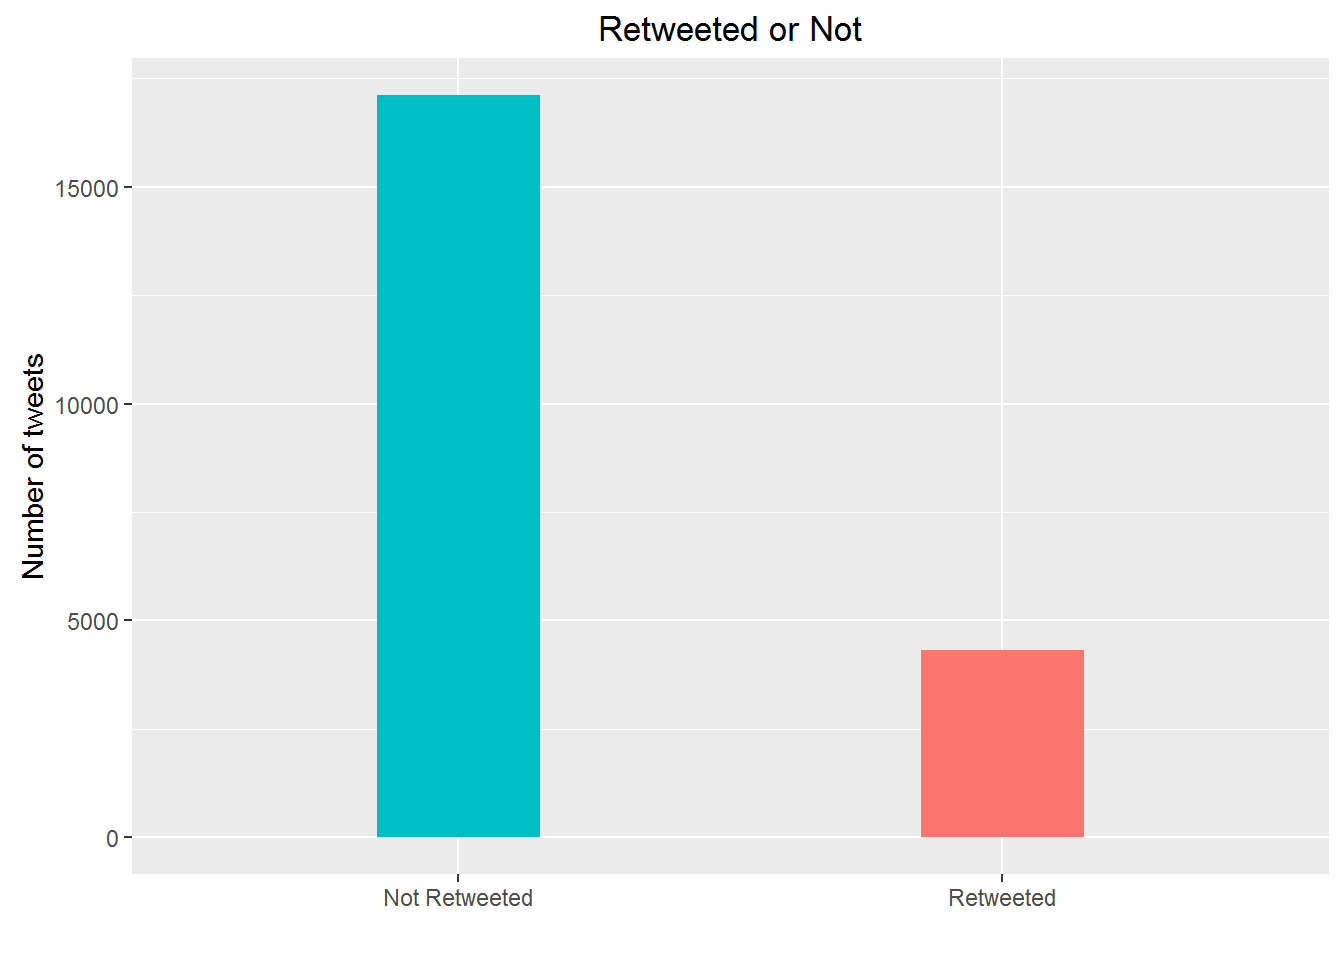 Retweeted or Not
Number of tweets
15000
10000
5000
0
Not Retweeted
Retweeted